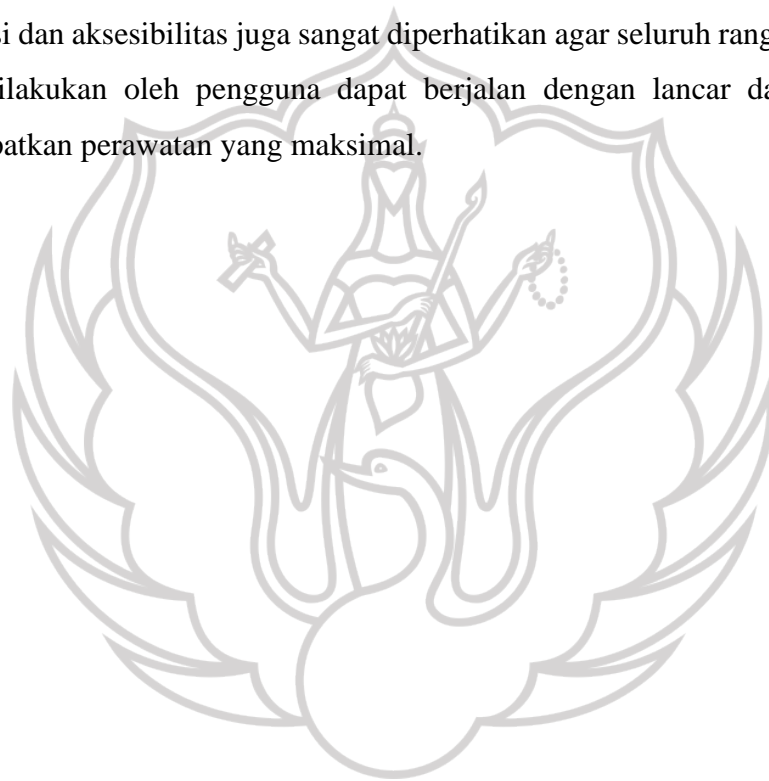 si dan aksesibilitas juga sangat diperhatikan agar seluruh rang
ilakukan oleh pengguna dapat berjalan dengan lancar da
patkan perawatan yang maksimal.